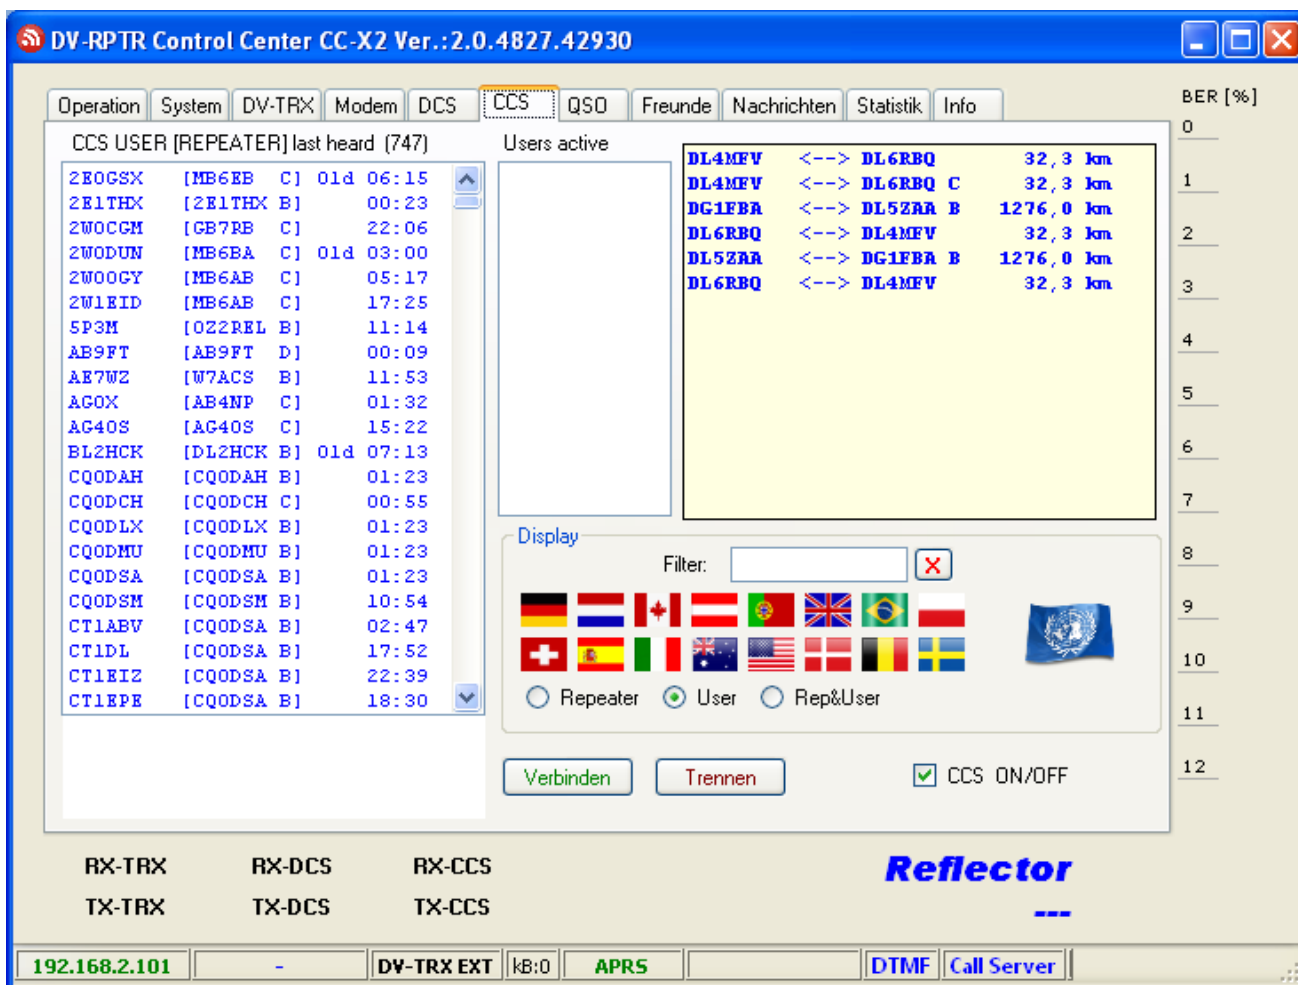 DV-RPTR Control Center CC-X2 Ver.:2.0.4827.42930
Operation System DV-TRX Modem DCS CCS QSO Freunde Nachrichten Statistik Info
BER [%]
CCS USER [REPEATER] last heard (747)
2E0GSX [MB6EB C] Old 06:15
2E1THX [2E1THX B] 00:23
2W0CGM [GB7RB C] 22:06
2W0DUN [MB6BA C] Old 03:00
2W0OGY [MB6AB C] 05:17
2W1EID [MB6AB C] 17:25
5P3M [OZ2REL B] 11:14
AB9FT [AB9FT D] 00:09
AE7WZ [W7ACS B] 11:53
AG0X [AB4NP C] 01:32
AG4OS [AG4OS C] 15:22
BL2HCK [DL2HCK B] Old 07:13
CQ0DAH [CQ0DAH B] 01:23
CQ0DCH [CQ0DCH C] 00:55
CQ0DLX [CQ0DLX B] 01:23
CQ0DMU [CQ0DMU B] 01:23
CQ0DSA [CQ0DSA B] 01:23
CQ0DSM [CQ0DSM B] 10:54
CT1ABV [CQ0DSA B] 02:47
CT1DL [CQ0DSA B] 17:52
CT1EIZ [CQ0DSA B] 22:39
CT1EPE [CQ0DSA B] 18:30
Users active
DL4MFV <--> DL6RBQ 32,3 km
DL4MFV <--> DL6RBQ C 32,3 km
DG1FBA <--> DL5ZAA B 1276,0 km
DL6RBQ <--> DL4MFV 32,3 km
DL5ZAA <--> DG1FBA B 1276,0 km
DL6RBQ <--> DL4MFV 32,3 km
Display
Filter:
Repeater User Rep&User
Verbinden Trennen CCS ON/OFF
0
1
2
3
4
5
6
7
8
9
10
11
12
RX-TRX RX-DCS RX-CCS
TX-TRX TX-DCS TX-CCS
Reflector
---
192.168.2.101 - DV-TRX EXT kB:0 APRS DTMF Call Server